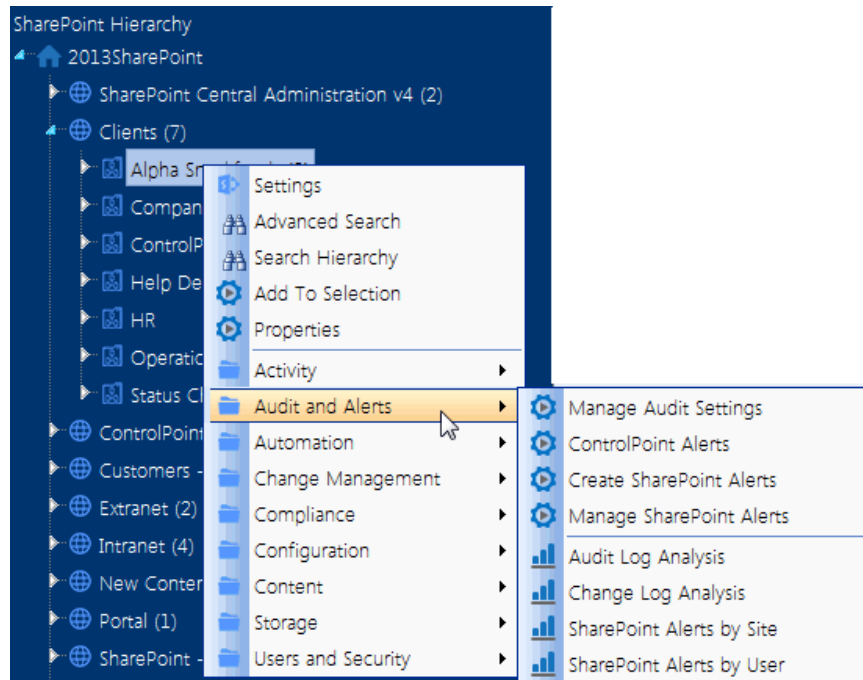 SharePoint Hierarchy
2013SharePoint
SharePoint Central Administration v4 (2)
Clients (7)
Alpha
HR
ControlPoint
Customers -
Extranet (2)
Intranet (4)
New
Portal (1)
SharePoint -
Settings
Advanced Search
Search Hierarchy
Add To Selection
Properties
Activity
Audit and Alerts
Automation
Change Management
Compliance
Configuration
Content
Storage
Users and Security
Manage Audit Settings
ControlPoint Alerts
Create SharePoint Alerts
Manage SharePoint Alerts
Audit Log Analysis
Change Log Analysis
SharePoint Alerts by Site
SharePoint Alerts by User